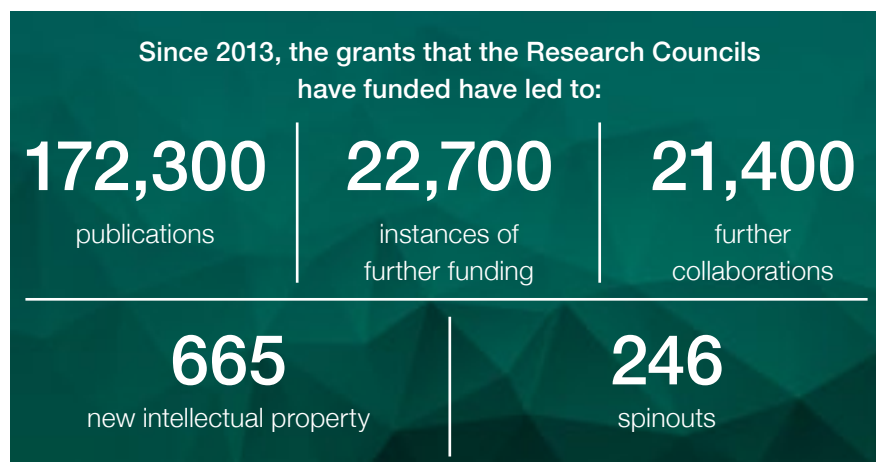 Since 2013, the grants that the Research Councils
have funded have led to:
172,300
publications
22,700
instances of
further funding
21,400
further
collaborations
665
new intellectual property
246
spinouts